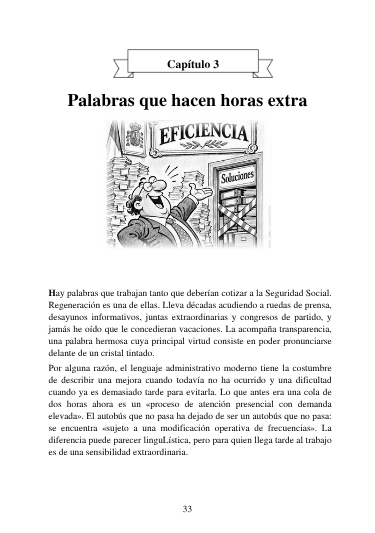 Capítulo 3
Palabras que hacen horas extra
EFICIENCIA
Soluciones
Hay palabras que trabajan tanto que deberían cotizar a la Seguridad Social.
Regeneración es una de ellas. Lleva décadas acudiendo a ruedas de prensa,
desayunos informativos, juntas extraordinarias y congresos de partido, y
jamás he oído que le concedieran vacaciones. La acompaña transparencia,
una palabra hermosa cuya principal virtud consiste en poder pronunciarse
delante de un cristal tintado.
Por alguna razón, el lenguaje administrativo moderno tiene la costumbre
de describir una mejora cuando todavía no ha ocurrido y una dificultad
cuando ya es demasiado tarde para evitarla. Lo que antes era una cola de
dos horas ahora es un «proceso de atención presencial con demanda
elevada». El autobús que no pasa ha dejado de ser un autobús que no pasa:
se encuentra «sujeto a una modificación operativa de frecuencias». La
diferencia puede parecer linguLística, pero para quien llega tarde al trabajo
es de una sensibilidad extraordinaria.
33